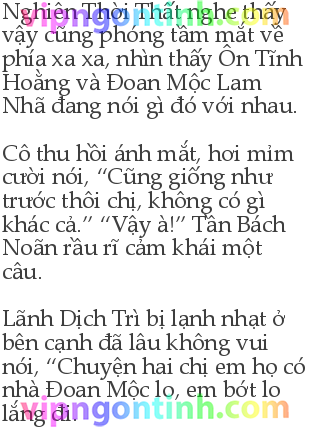 Nghiên Thời Thất nghe thấy
vậy cũng phóng tầm mắt về
phía xa xa, nhìn thấy Ôn Tĩnh
Hoằng và Đoan Mộc Lam
Nhã đang nói gì đó với nhau.
Cô thu hồi ánh mắt, hơi mỉm
cười nói, “Cũng giống như
trước thôi chị, không có gì
khác cả.” “Vậy à!” Tần Bách
Noãn rầu rĩ cảm khái một
câu.
Lãnh Dịch Trì bị lạnh nhạt ở
bên cạnh đã lâu không vui
nói, “Chuyện hai chị em họ có
nhà Đoan Mộc lo, em bớt lo
lắng đi.
vipngontinh.com
vipngontinh.com
vipngontinh.com